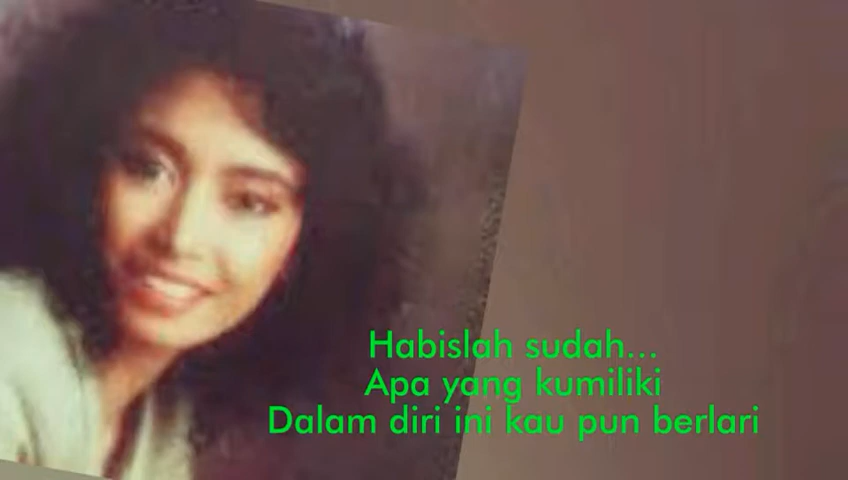 Habislah sudah...
Apa yang kumiliki
Dalam diri ini kau pun berlari